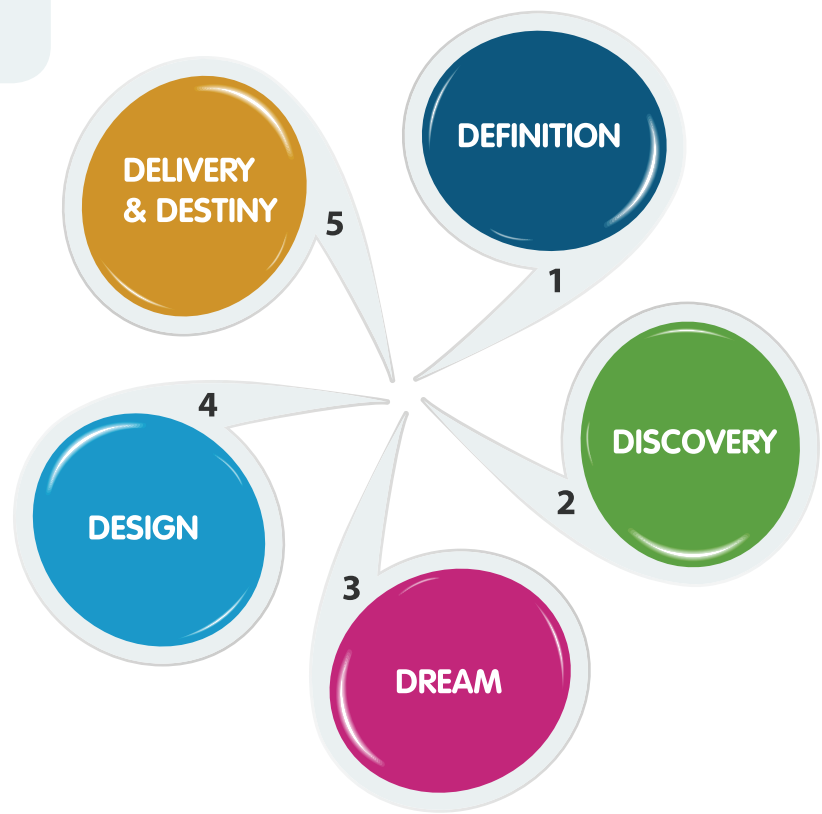 DEFINITION
1
DISCOVERY
2
DREAM
3
DESIGN
4
DELIVERY
& DESTINY
5